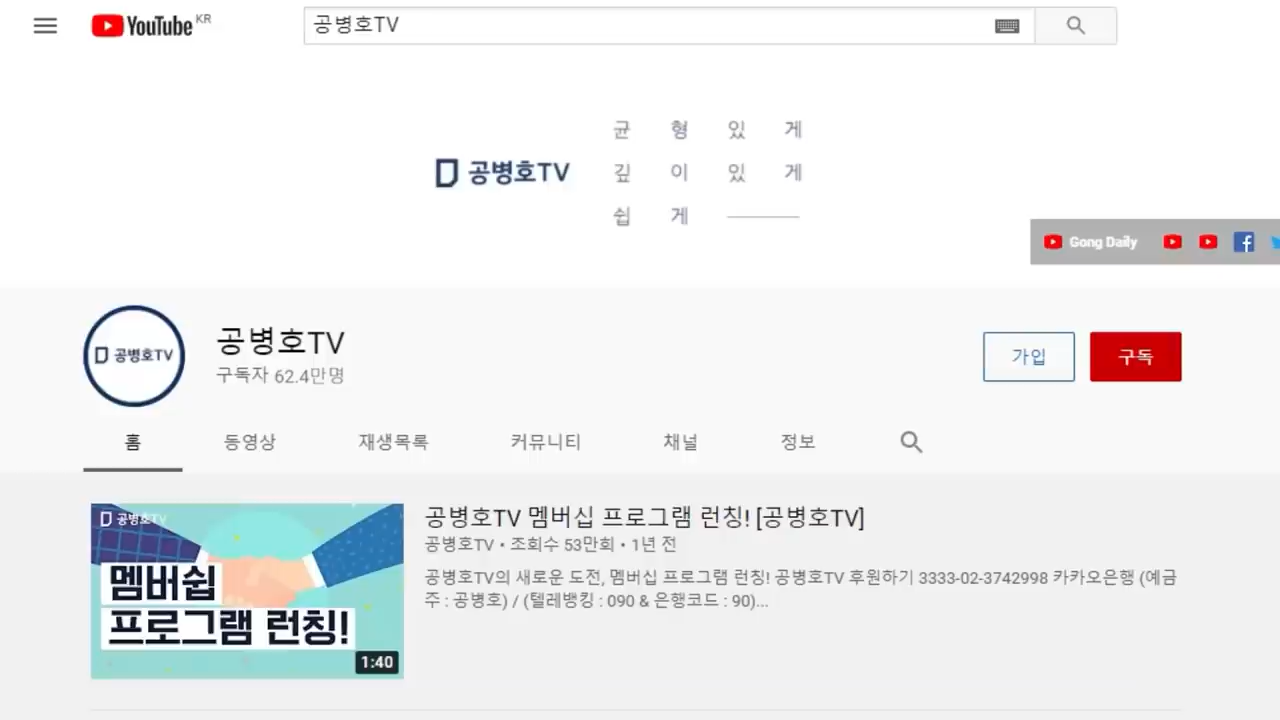 YouTube KR
공병호TV
균형있게
공병호TV 깊이있게
쉽게
Gong Daily
공병호TV
공병호TV
구독자 62.4만명
가입
구독
홈 동영상 재생목록 커뮤니티 채널 정보
공병호TV
멤버쉽
프로그램 런칭!
1:40
공병호TV 멤버십 프로그램 런칭! [공병호TV]
공병호TV • 조회수 53만회 • 1년 전
공병호TV의 새로운 도전, 멤버십 프로그램 런칭! 공병호TV 후원하기 3333-02-3742998 카카오은행 (예금
주 : 공병호) / (텔레뱅킹 : 090 & 은행코드 : 90)...